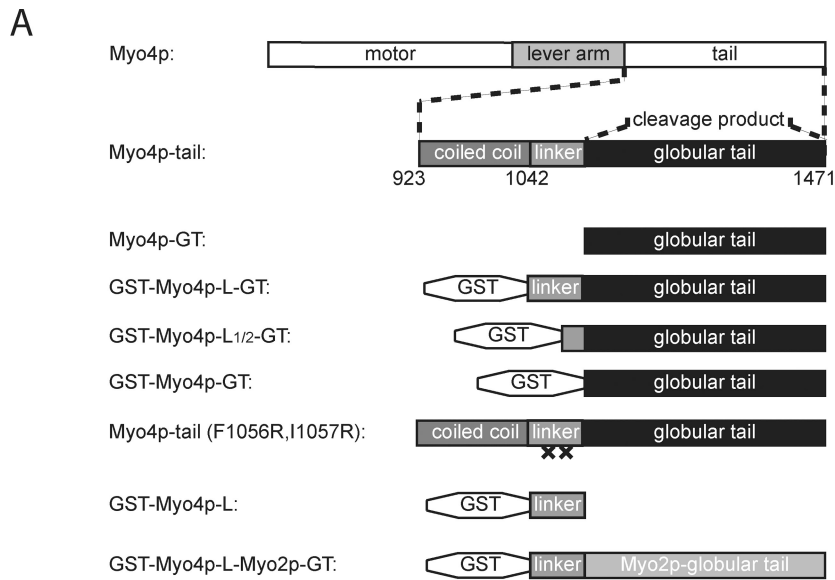 A
Myo4p: motor lever arm tail
cleavage product
Myo4p-tail: coiled coil linker globular tail
923 1042 1471
Myo4p-GT: globular tail
GST-Myo4p-L-GT: GST linker globular tail
GST-Myo4p-L1/2-GT: GST globular tail
GST-Myo4p-GT: GST globular tail
Myo4p-tail (F1056R,I1057R): coiled coil linker globular tail
GST-Myo4p-L: GST linker
GST-Myo4p-L-Myo2p-GT: GST linker Myo2p-globular tail